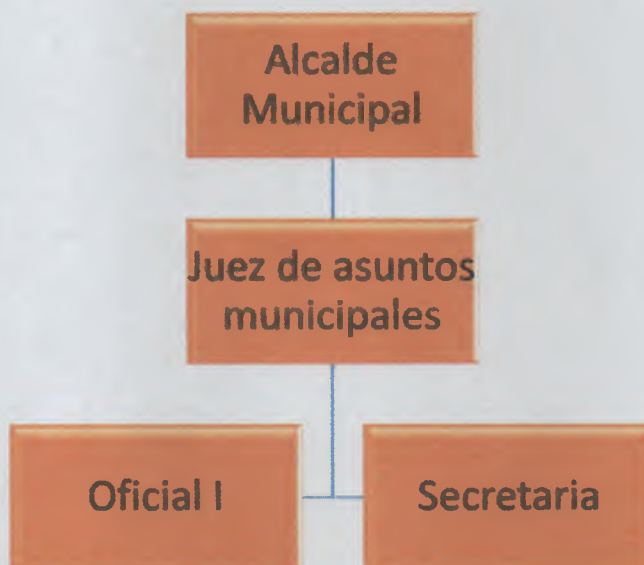 Alcalde
Municipal
Juez de asuntos
municipales
Oficial I
Secretaria